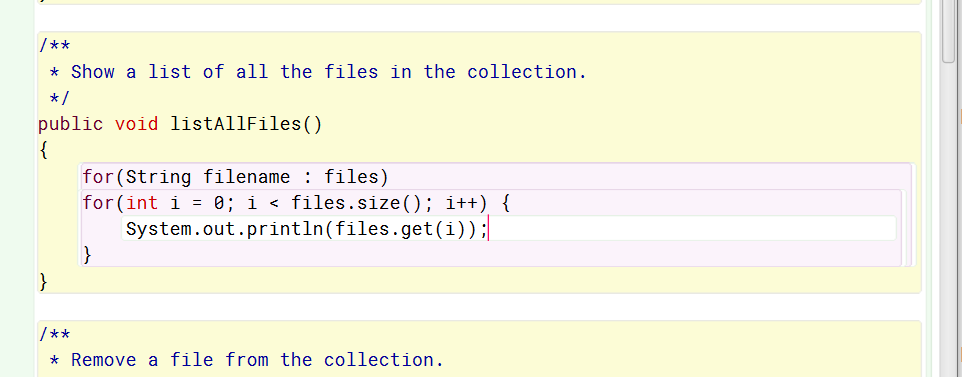 /**
 * Show a list of all the files in the collection.
 */
public void listAllFiles()
{
    for(String filename : files)
    for(int i = 0; i < files.size(); i++) {
        System.out.println(files.get(i));
    }
}
/**
 * Remove a file from the collection.